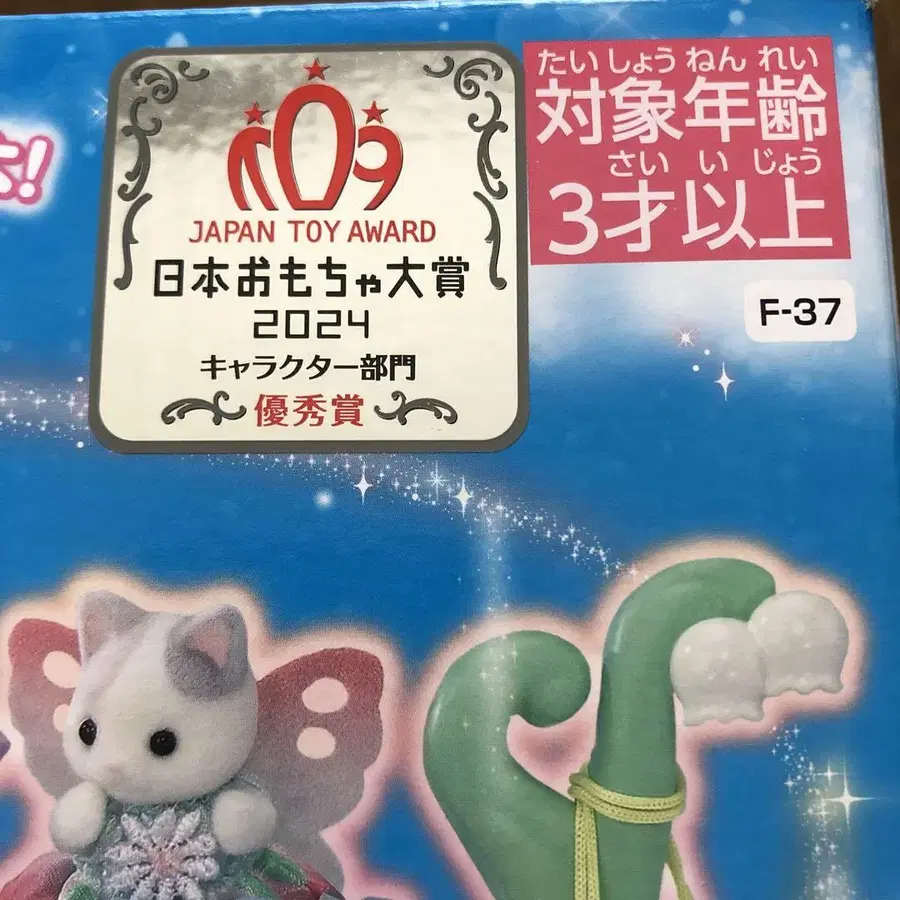 JAPAN TOY AWARD
日本おもちゃ大賞
2024
キャラクター部門
優秀賞
たいしょうねんれい
対象年齢
さいいじょう
3才以上
F-37